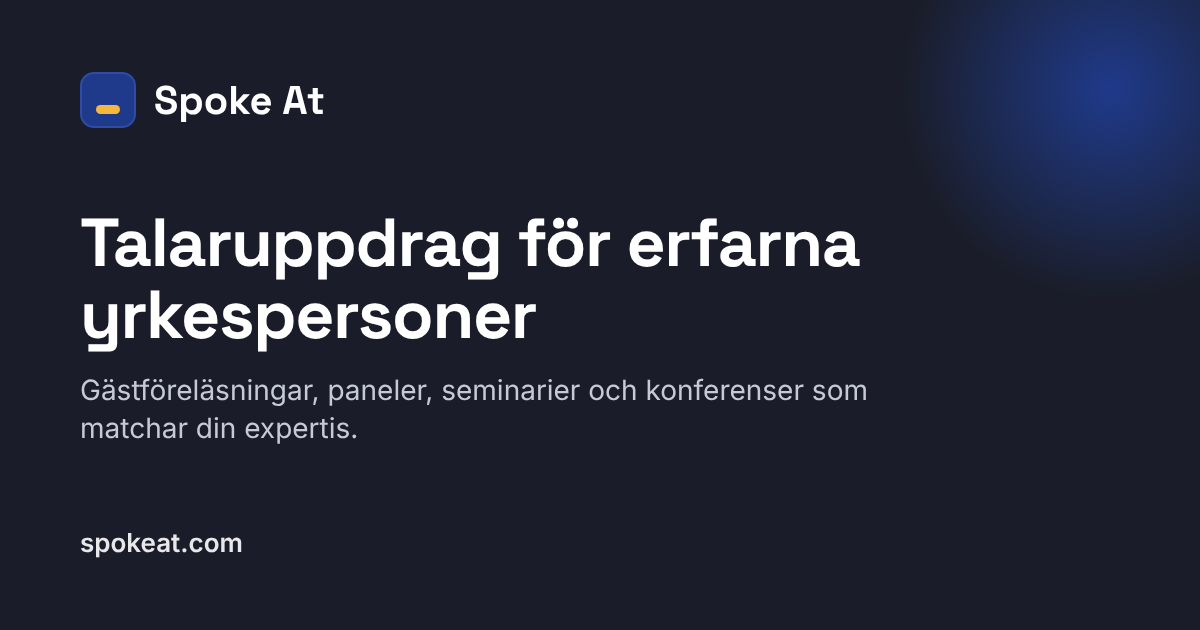 Spoke At
Talaruppdrag för erfarna
yrkespersoner
Gästföreläsningar, paneler, seminarier och konferenser som
matchar din expertis.
spokeat.com